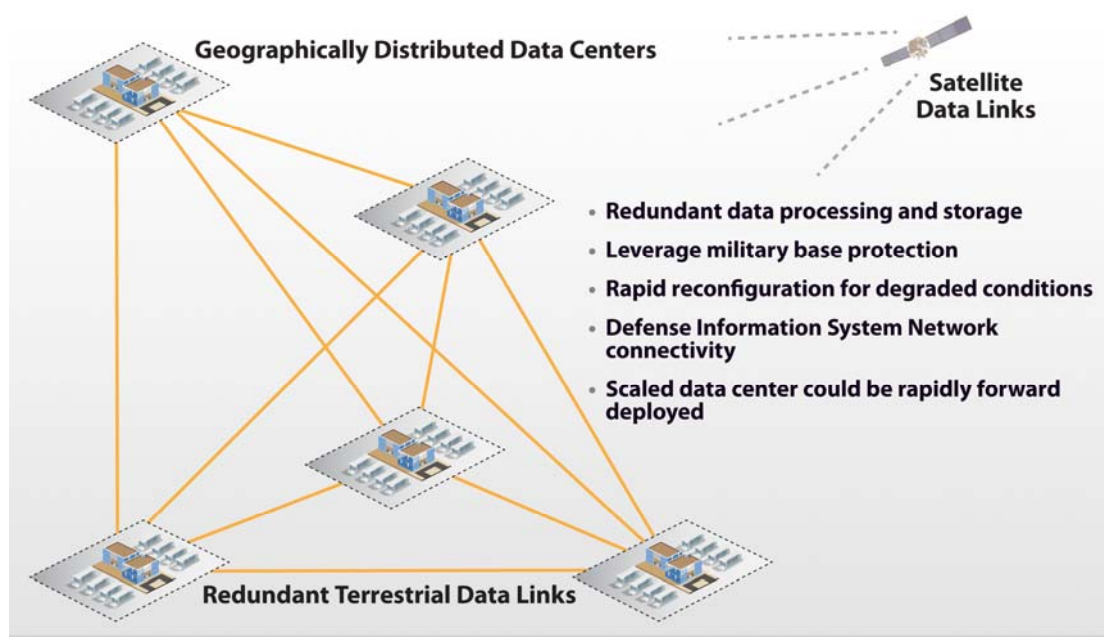 Geographically Distributed Data Centers
Satellite
Data Links
• Redundant data processing and storage
• Leverage military base protection
• Rapid reconfiguration for degraded conditions
• Defense Information System Network
connectivity
• Scaled data center could be rapidly forward
deployed
Redundant Terrestrial Data Links